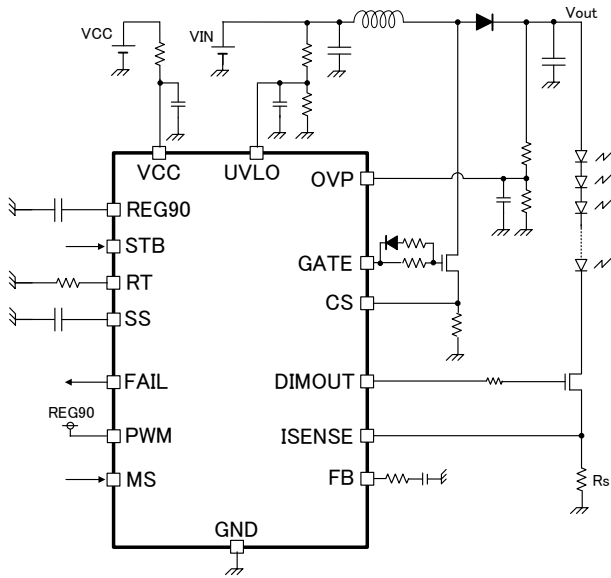 VCC
VIN
Vout
VCC
UVLO
OVP
REG90
STB
GATE
RT
CS
SS
FAIL
DIMOUT
REG90
PWM
ISENSE
MS
FB
Rs
GND